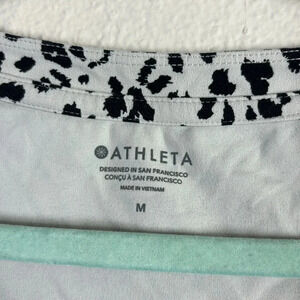 ATHLETA
DESIGNED IN SAN FRANCISCO
CONÇU À SAN FRANCISCO
MADE IN VIETNAM
M